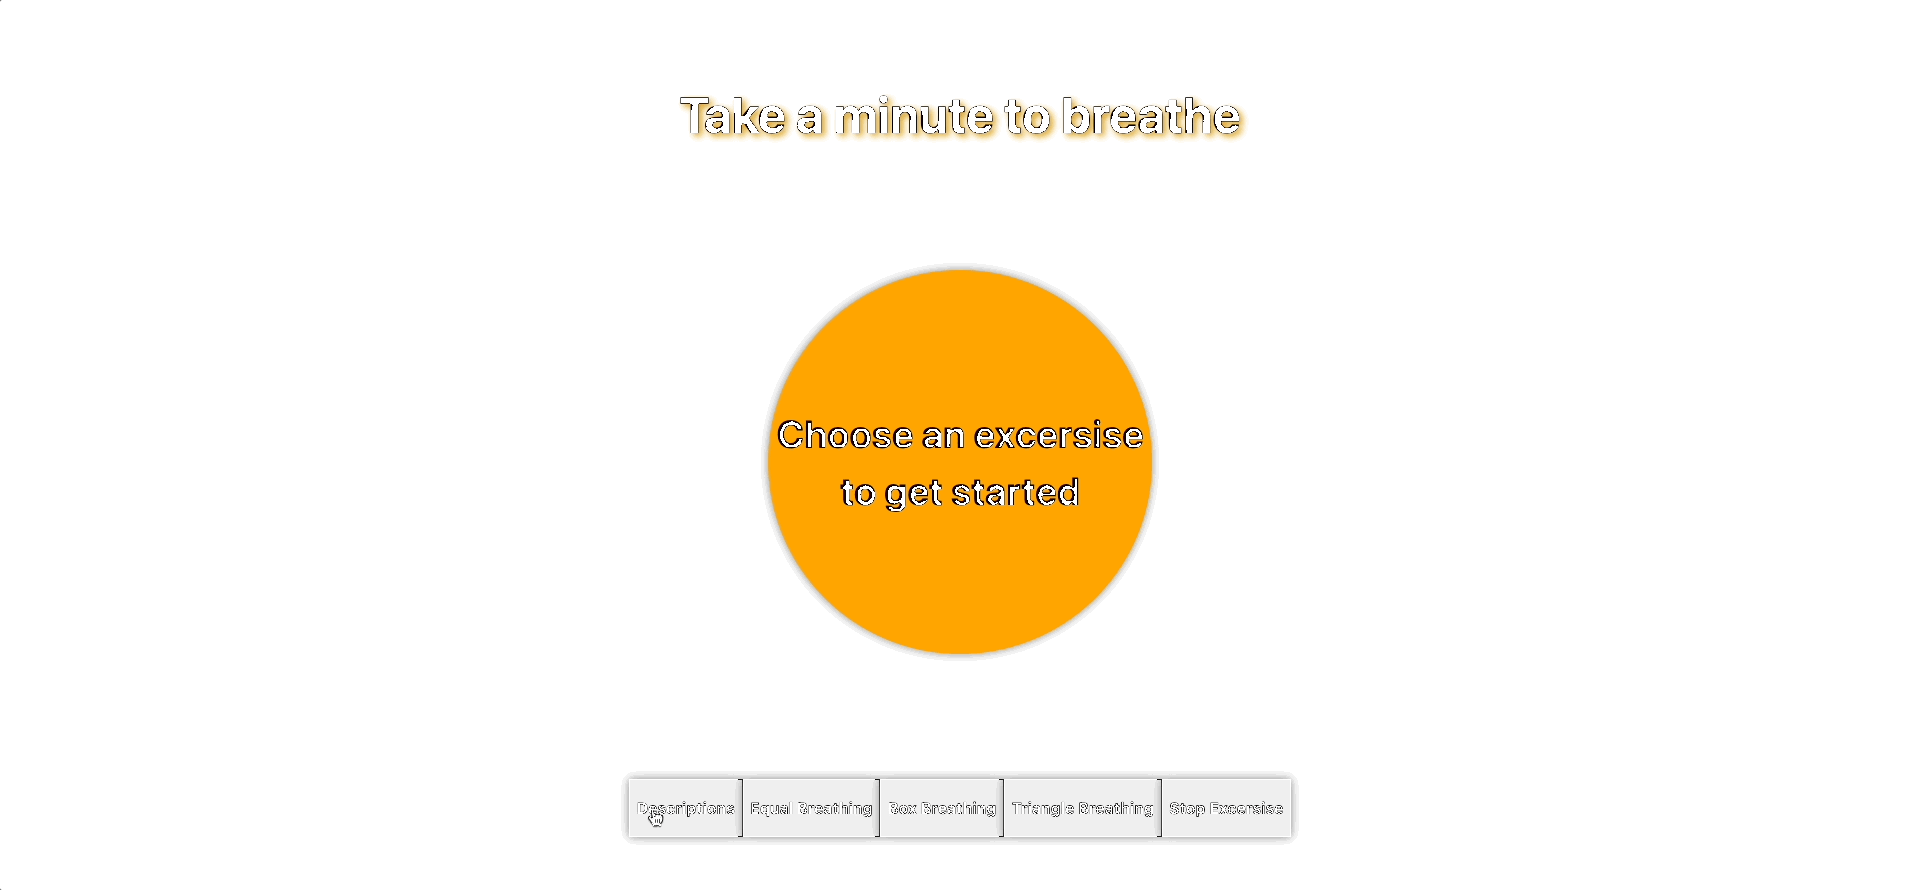 Take a minute to breathe
Choose an excersise
to get started
Descriptions Equal Breathing Box Breathing Triangle Breathing Stop Excersise